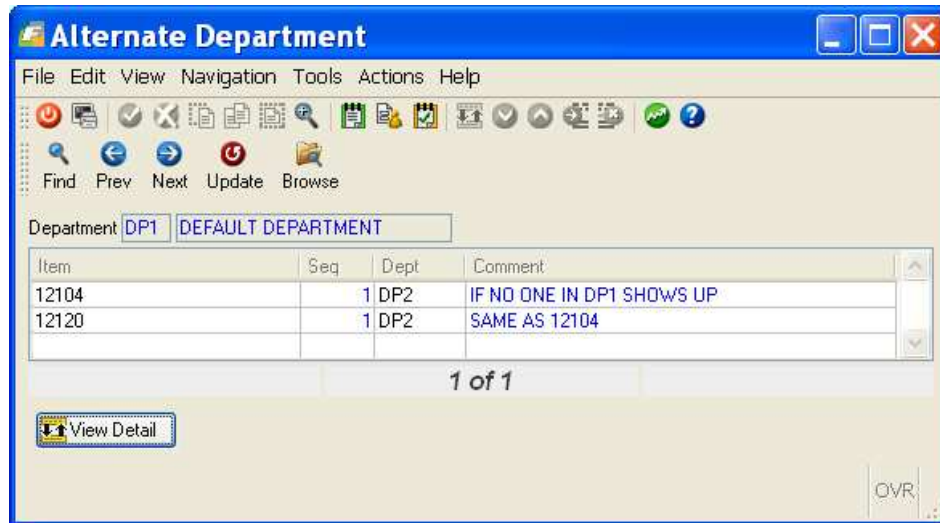 Alternate Department
File Edit View Navigation Tools Actions Help
Find Prev Next Update Browse
Department DP1 DEFAULT DEPARTMENT
Item Seq Dept Comment
12104 1 DP2 IF NO ONE IN DP1 SHOWS UP
12120 1 DP2 SAME AS 12104
1 of 1
View Detail
OVR